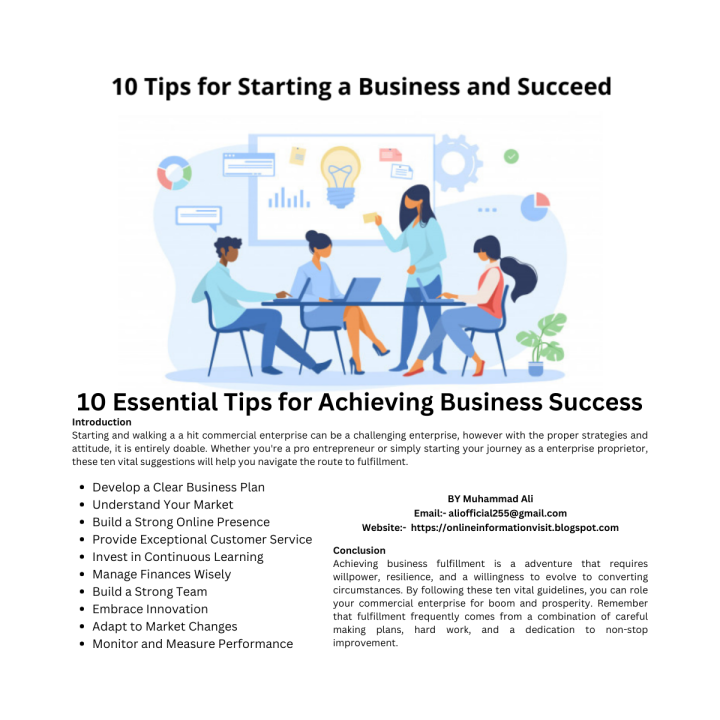 10 Tips for Starting a Business and Succeed
10 Essential Tips for Achieving Business Success
Introduction
Starting and walking a a hit commercial enterprise can be a challenging enterprise, however with the proper strategies and
attitude, it is entirely doable. Whether you're a pro entrepreneur or simply starting your journey as a enterprise proprietor,
these ten vital suggestions will help you navigate the route to fulfillment.
• Develop a Clear Business Plan
• Understand Your Market
• Build a Strong Online Presence
• Provide Exceptional Customer Service
• Invest in Continuous Learning
• Manage Finances Wisely
• Build a Strong Team
• Embrace Innovation
• Adapt to Market Changes
• Monitor and Measure Performance
BY Muhammad Ali
Email:- aliofficial255@gmail.com
Website:- https://onlineinformationvisit.blogspot.com
Conclusion
Achieving business fulfillment is a adventure that requires
willpower, resilience, and a willingness to evolve to converting
circumstances. By following these ten vital guidelines, you can role
your commercial enterprise for boom and prosperity. Remember
that fulfillment frequently comes from a combination of careful
making plans, hard work, and a dedication to non-stop
improvement.